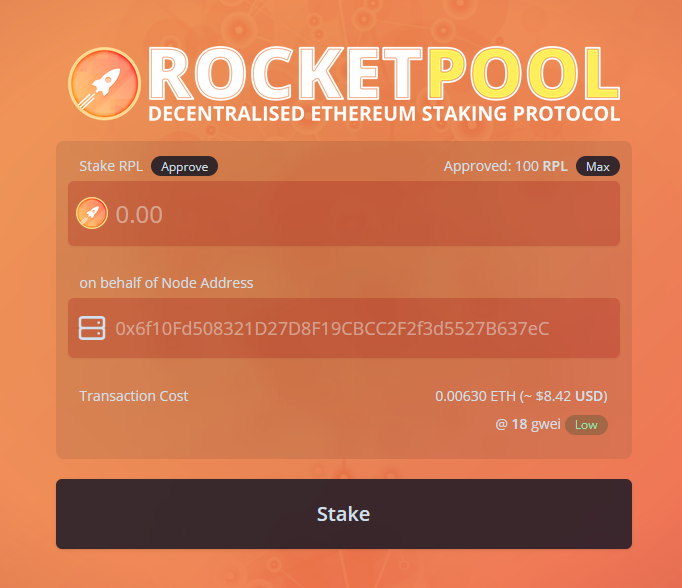 ROCKETPOOL
DECENTRALISED ETHEREUM STAKING PROTOCOL
Stake RPL Approve Approved: 100 RPL Max
0.00
on behalf of Node Address
0x6f10Fd508321D27D8F19CBCC2F2f3d5527B637eC
Transaction Cost 0.00630 ETH (~ $8.42 USD)
@ 18 gwei Low
Stake